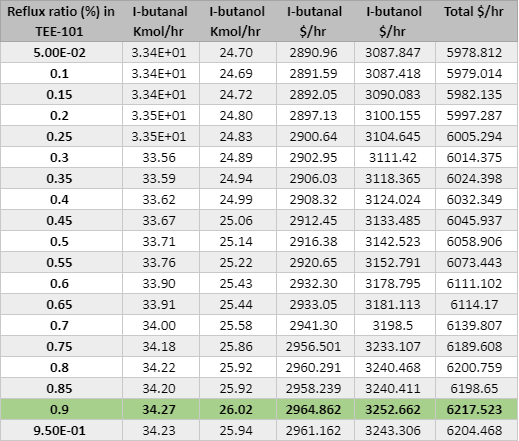 Reflux ratio (%) in TEE-101 I-butanal Kmol/hr I-butanol Kmol/hr I-butanal $/hr I-butanol $/hr Total $/hr
5.00E-02 3.34E+01 24.70 2890.96 3087.847 5978.812
0.1 3.34E+01 24.69 2891.59 3087.418 5979.014
0.15 3.34E+01 24.72 2892.05 3090.083 5982.135
0.2 3.35E+01 24.80 2897.13 3100.155 5997.287
0.25 3.35E+01 24.83 2900.64 3104.645 6005.294
0.3 33.56 24.89 2902.95 3111.42 6014.375
0.35 33.59 24.94 2906.03 3118.365 6024.398
0.4 33.62 24.99 2908.32 3124.024 6032.349
0.45 33.67 25.06 2912.45 3133.485 6045.937
0.5 33.71 25.14 2916.38 3142.523 6058.906
0.55 33.76 25.22 2920.65 3152.791 6073.443
0.6 33.90 25.43 2932.30 3178.795 6111.102
0.65 33.91 25.44 2933.05 3181.113 6114.17
0.7 34.00 25.58 2941.30 3198.5 6139.807
0.75 34.18 25.86 2956.501 3233.107 6189.608
0.8 34.22 25.92 2960.291 3240.468 6200.759
0.85 34.20 25.92 2958.239 3240.411 6198.65
0.9 34.27 26.02 2964.862 3252.662 6217.523
9.50E-01 34.23 25.94 2961.162 3243.306 6204.468